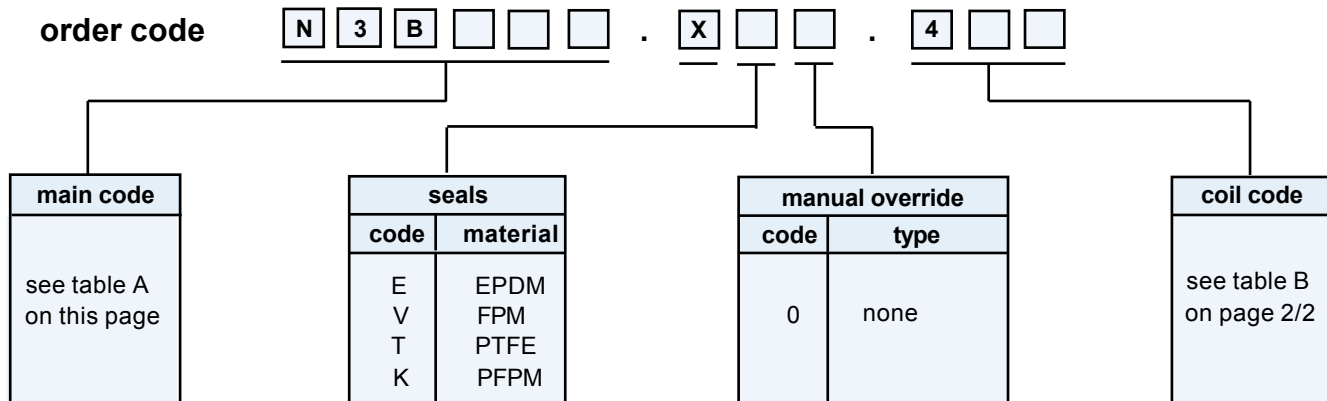 order code N 3 B . X . 4
main code
see table A
on this page
seals
code material
E EPDM
V FPM
T PTFE
K PFPM
manual override
code type
0 none
coil code
see table B
on page 2/2